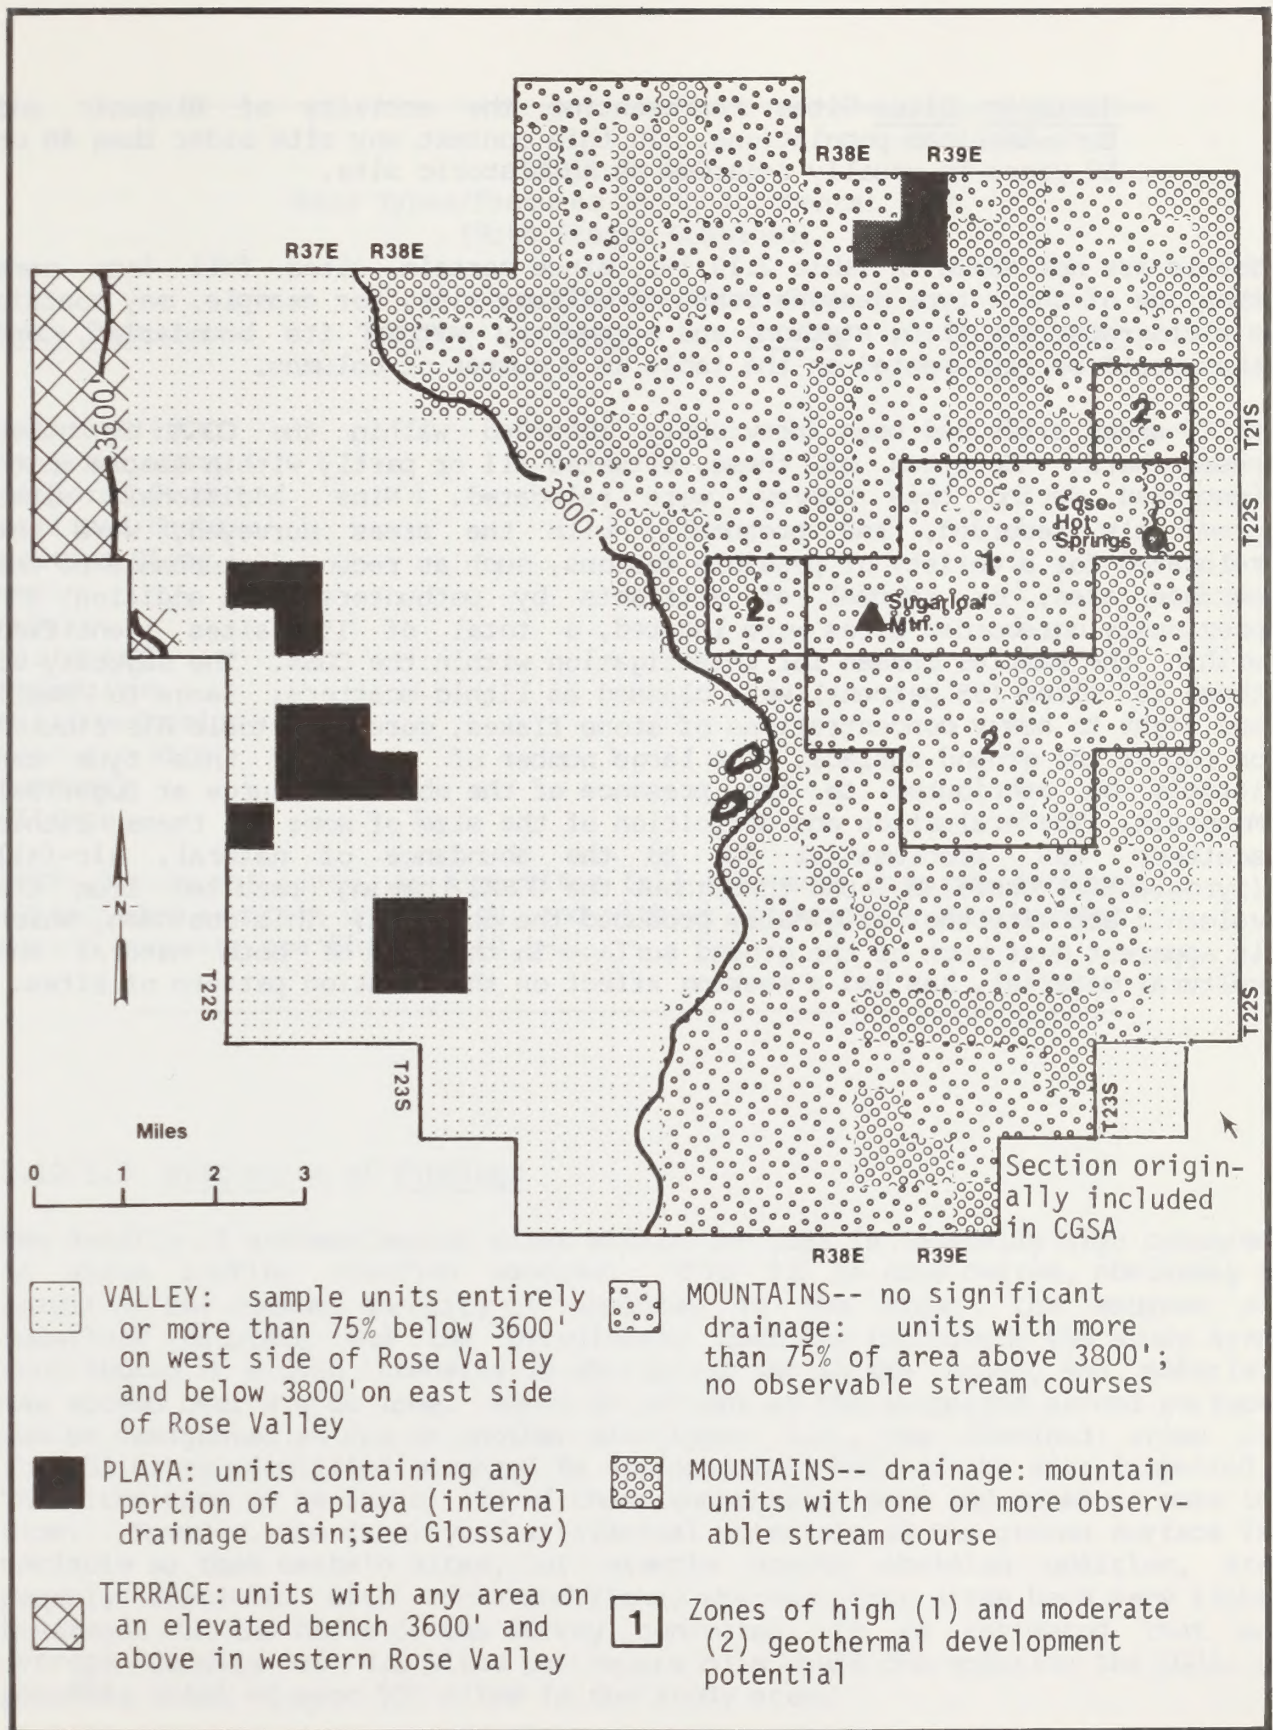 R38E R39E
R37E R38E
3600'
3800'
T21S
T22S
2
Coso
Hot
Springs
1
2
Sugarloaf
Mtn.
2
N
T22S
T22S
T23S
T23S
Miles
0 1 2 3
Section origin-
ally included
in CGSA
R38E R39E
VALLEY: sample units entirely
or more than 75% below 3600'
on west side of Rose Valley
and below 3800'on east side
of Rose Valley
PLAYA: units containing any
portion of a playa (internal
drainage basin;see Glossary)
TERRACE: units with any area on
an elevated bench 3600' and
above in western Rose Valley
MOUNTAINS-- no significant
drainage: units with more
than 75% of area above 3800';
no observable stream courses
MOUNTAINS-- drainage: mountain
units with one or more observ-
able stream course
1 Zones of high (1) and moderate
(2) geothermal development
potential